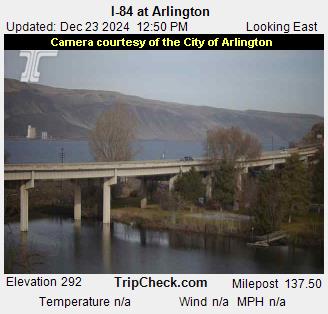 I-84 at Arlington
Updated: Dec 23 2024 12:50 PM Looking East
Camera courtesy of the City of Arlington
Elevation 292 TripCheck.com Milepost 137.50
Temperature n/a Wind n/a MPH n/a